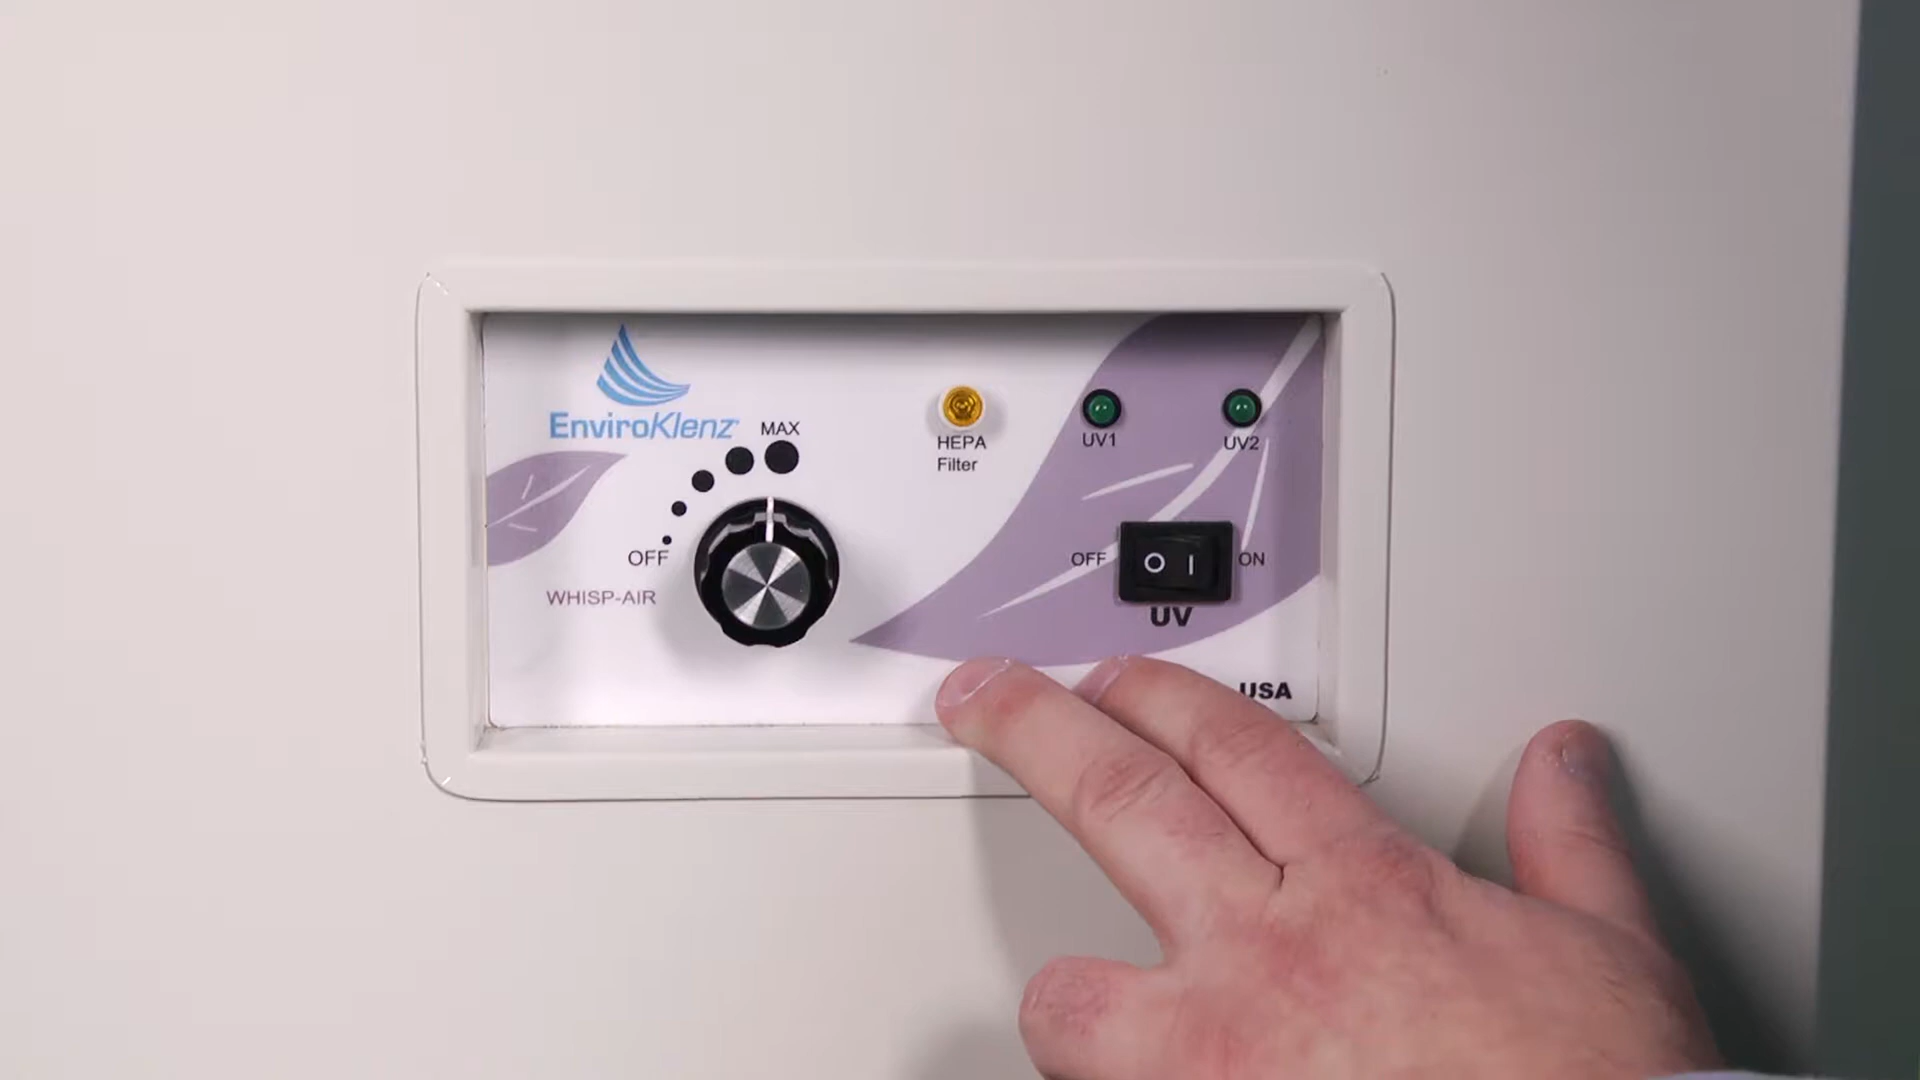 EnviroKlenz
MAX
OFF
WHISP-AIR
HEPA
Filter
UV1
UV2
OFF
O I
ON
UV
USA